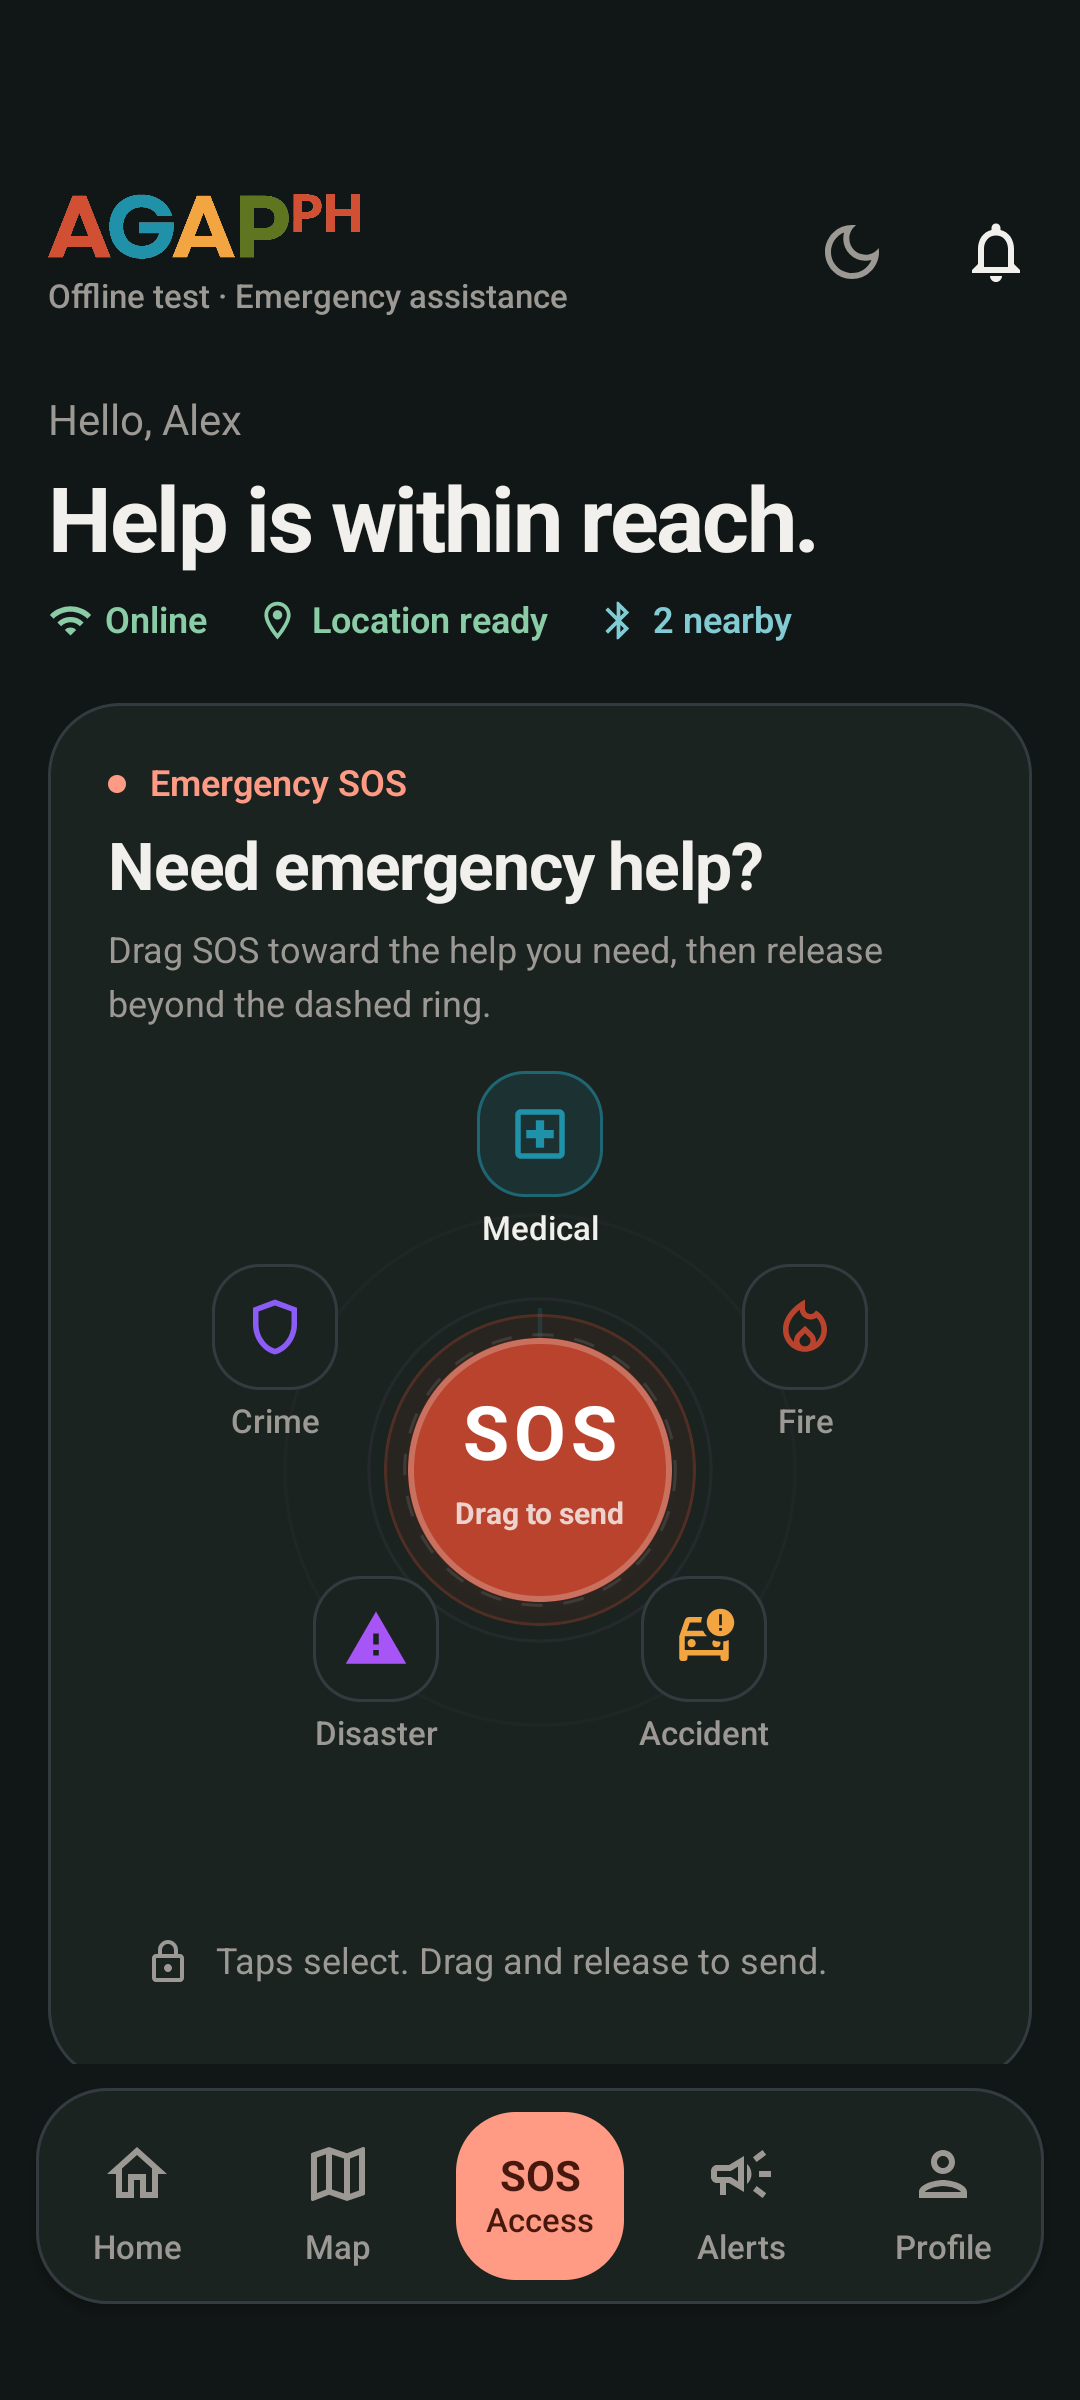 AGAPPH
Offline test · Emergency assistance
Hello, Alex
Help is within reach.
Online Location ready 2 nearby
Emergency SOS
Need emergency help?
Drag SOS toward the help you need, then release
beyond the dashed ring.
Medical
Crime
Fire
SOS
Drag to send
Disaster
Accident
Taps select. Drag and release to send.
Home Map SOS Access Alerts Profile